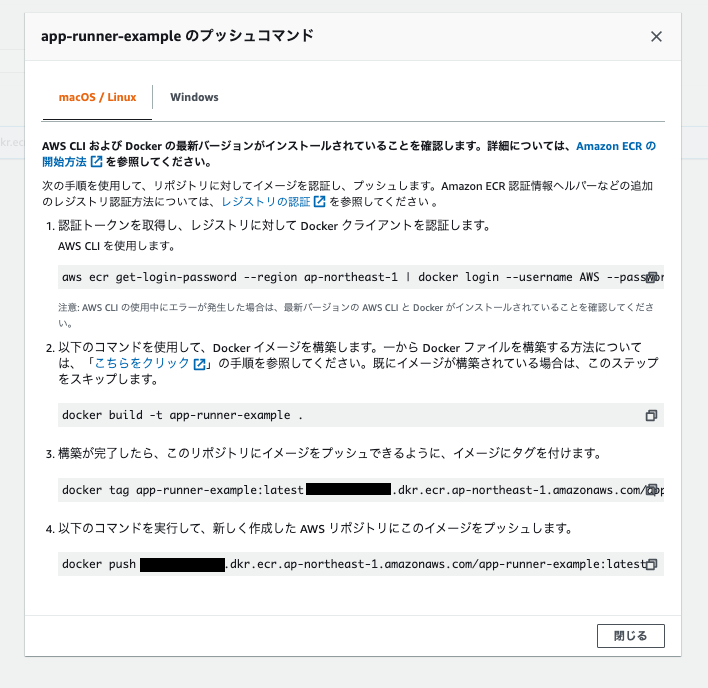 app-runner-example のプッシュコマンド
macOS / Linux
Windows
AWS CLI および Docker の最新バージョンがインストールされていることを確認します。詳細については、Amazon ECR の
開始方法 を参照してください。
次の手順を使用して、リポジトリに対してイメージを認証し、プッシュします。Amazon ECR 認証情報ヘルパーなどの追加
のレジストリ認証方法については、レジストリの認証 を参照してください 。
1. 認証トークンを取得し、レジストリに対して Docker クライアントを認証します。
AWS CLI を使用します。
aws ecr get-login-password --region ap-northeast-1 | docker login --username AWS
注意: AWS CLI の使用中にエラーが発生した場合は、最新バージョンの AWS CLI と Docker がインストールされていることを確認してくださ
い。
2. 以下のコマンドを使用して、Docker イメージを構築します。一から Docker ファイルを構築する方法について
は、「こちらをクリック 」の手順を参照してください。既にイメージが構築されている場合は、このステップ
をスキップします。
docker build -t app-runner-example .
3. 構築が完了したら、このリポジトリにイメージをプッシュできるように、イメージにタグを付けます。
docker tag app-runner-example:latest .dkr.ecr.ap-northeast-1.amazonaws.com/
4. 以下のコマンドを実行して、新しく作成した AWS リポジトリにこのイメージをプッシュします。
docker push .dkr.ecr.ap-northeast-1.amazonaws.com/app-runner-example:latest
閉じる